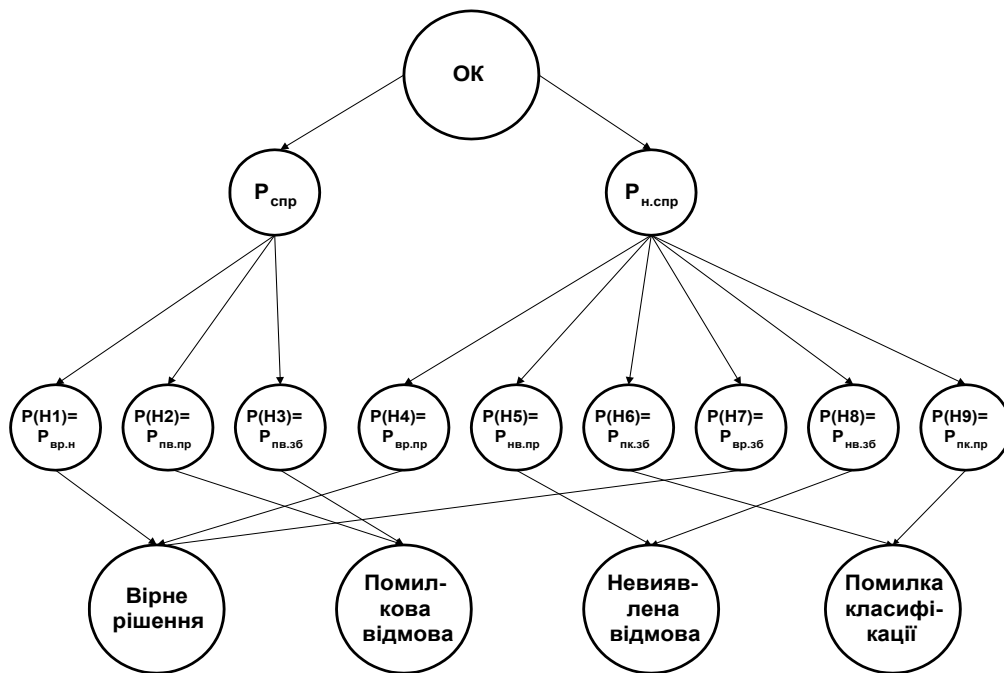 ОК
Pспр
Pн.спр
P(H1)=
Pвр.н
P(H2)=
Pпв.пр
P(H3)=
Pпв.зб
P(H4)=
Pвр.пр
P(H5)=
Pнв.пр
P(H6)=
Pпк.зб
P(H7)=
Pвр.зб
P(H8)=
Pнв.зб
P(H9)=
Pпк.пр
Вірне
рішення
Помил-
кова
відмова
Невияв-
лена
відмова
Помилка
класифі-
кації